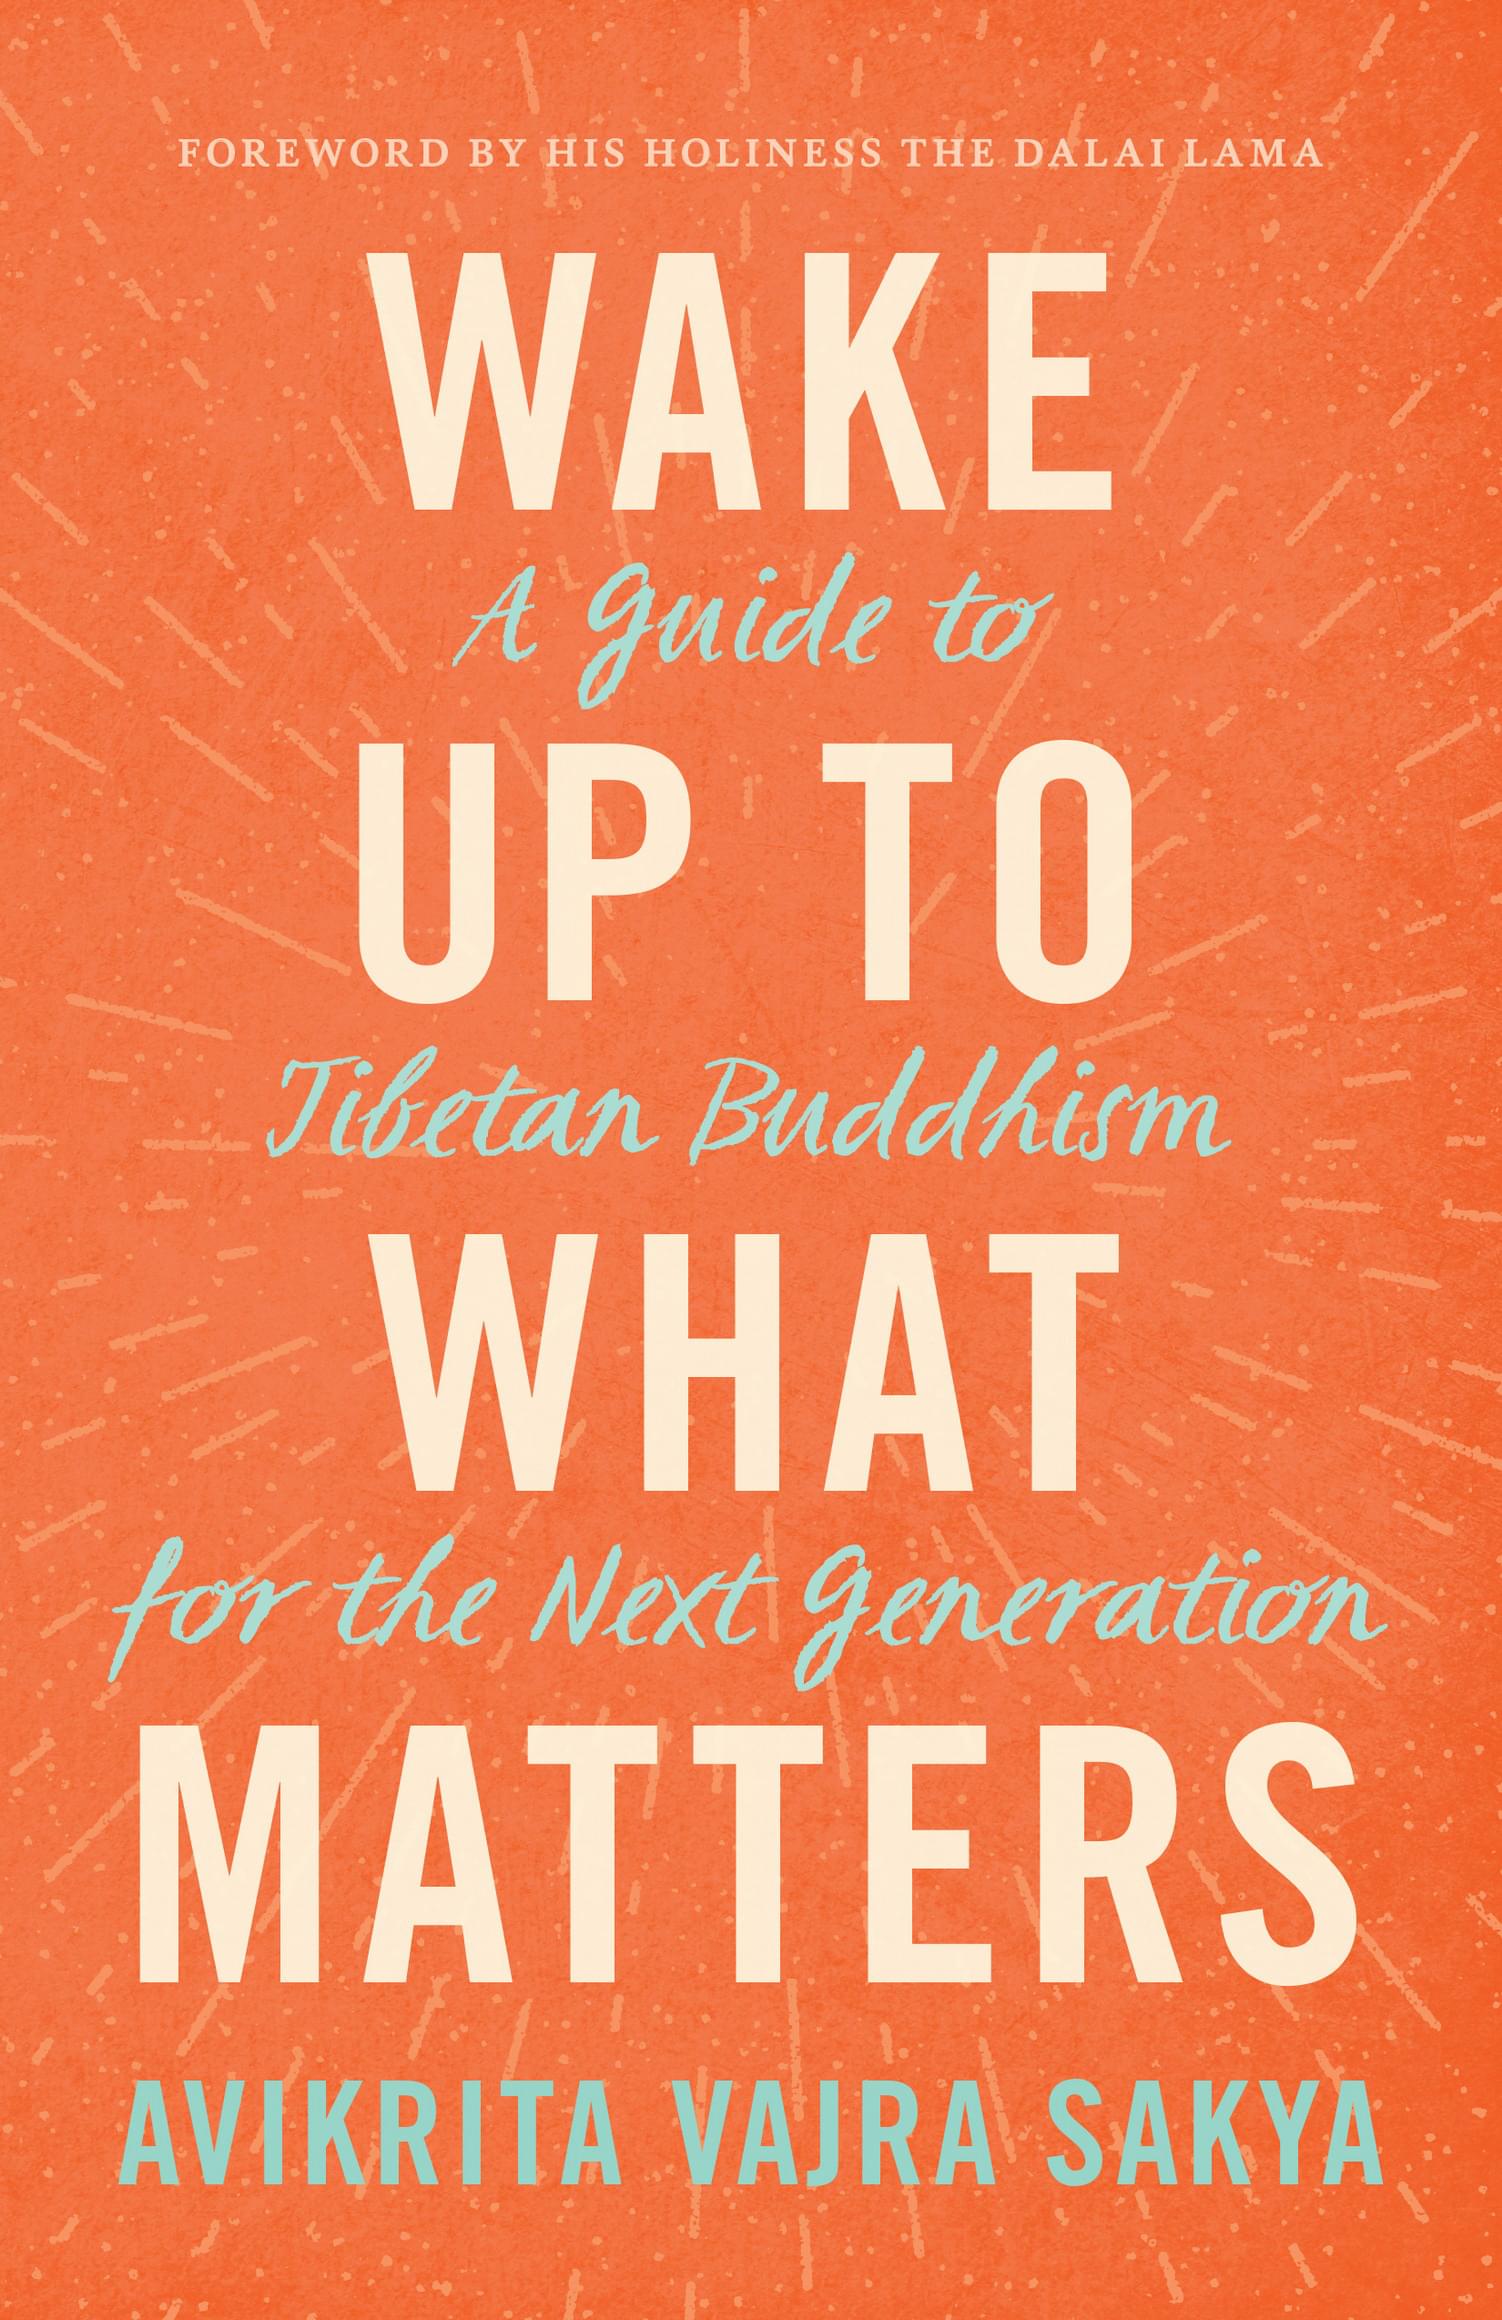 FOREWORD BY HIS HOLINESS THE DALAI LAMA
WAKE
A Guide to
UP TO
Tibetan Buddhism
WHAT
for the Next Generation
MATTERS
AVIKRITA VAJRA SAKYA